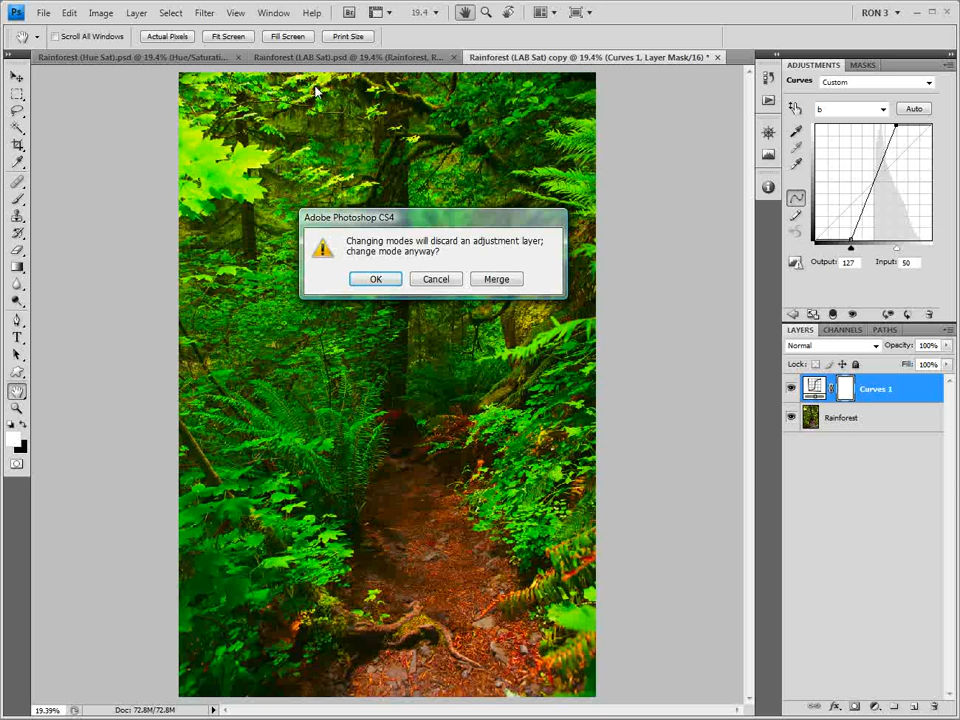 Ps File Edit Image Layer Select Filter View Window Help Br 19.4 RON 3
Scroll All Windows Actual Pixels Fit Screen Fill Screen Print Size
Rainforest (Hue Sat).psd @ 19.4% (Hue/Saturati... Rainforest (LAB Sat).psd @ 19.4% (Rainforest, R... Rainforest (LAB Sat) copy @ 19.4% (Curves 1, Layer Mask/16) *
ADJUSTMENTS MASKS
Curves Custom
b Auto
Adobe Photoshop CS4
Changing modes will discard an adjustment layer;
change mode anyway?
OK Cancel Merge
Output: 127 Input: 50
LAYERS CHANNELS PATHS
Normal Opacity: 100%
Lock: Fill: 100%
Curves 1
Rainforest
19.39% Doc: 72.8M/72.8M